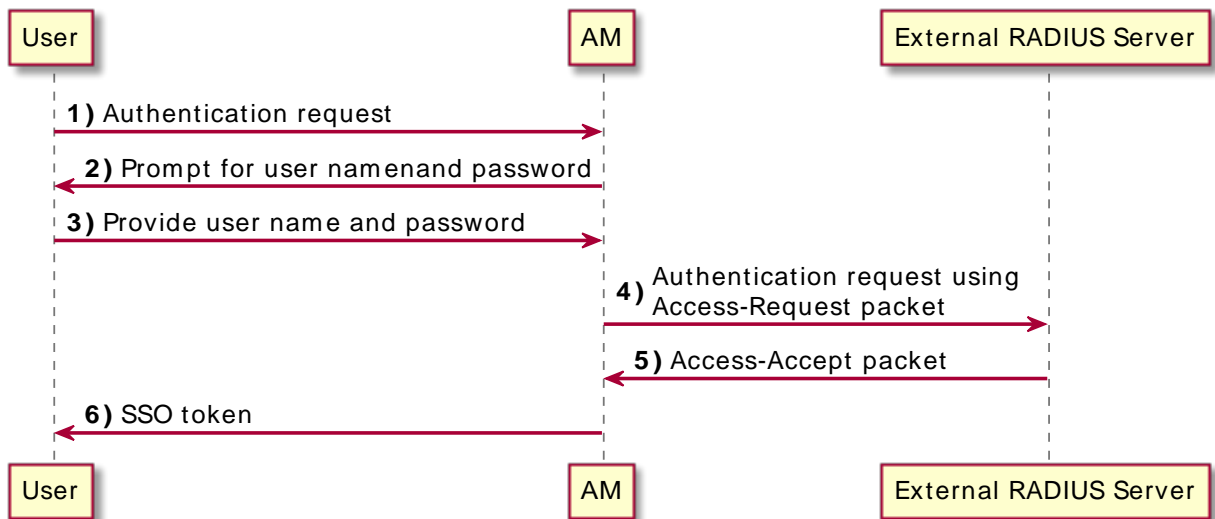 User
AM
External RADIUS Server
1) Authentication request
2) Prompt for user namenand password
3) Provide user name and password
4) Authentication request using
Access-Request packet
5) Access-Accept packet
6) SSO token
User
AM
External RADIUS Server